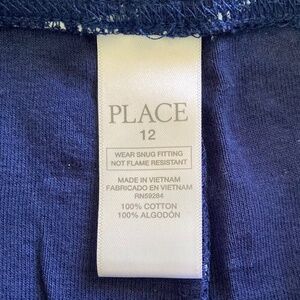 PLACE
12
WEAR SNUG FITTING
NOT FLAME RESISTANT
MADE IN VIETNAM
FABRICADO EN VIETNAM
RN59284
100% COTTON
100% ALGODÓN